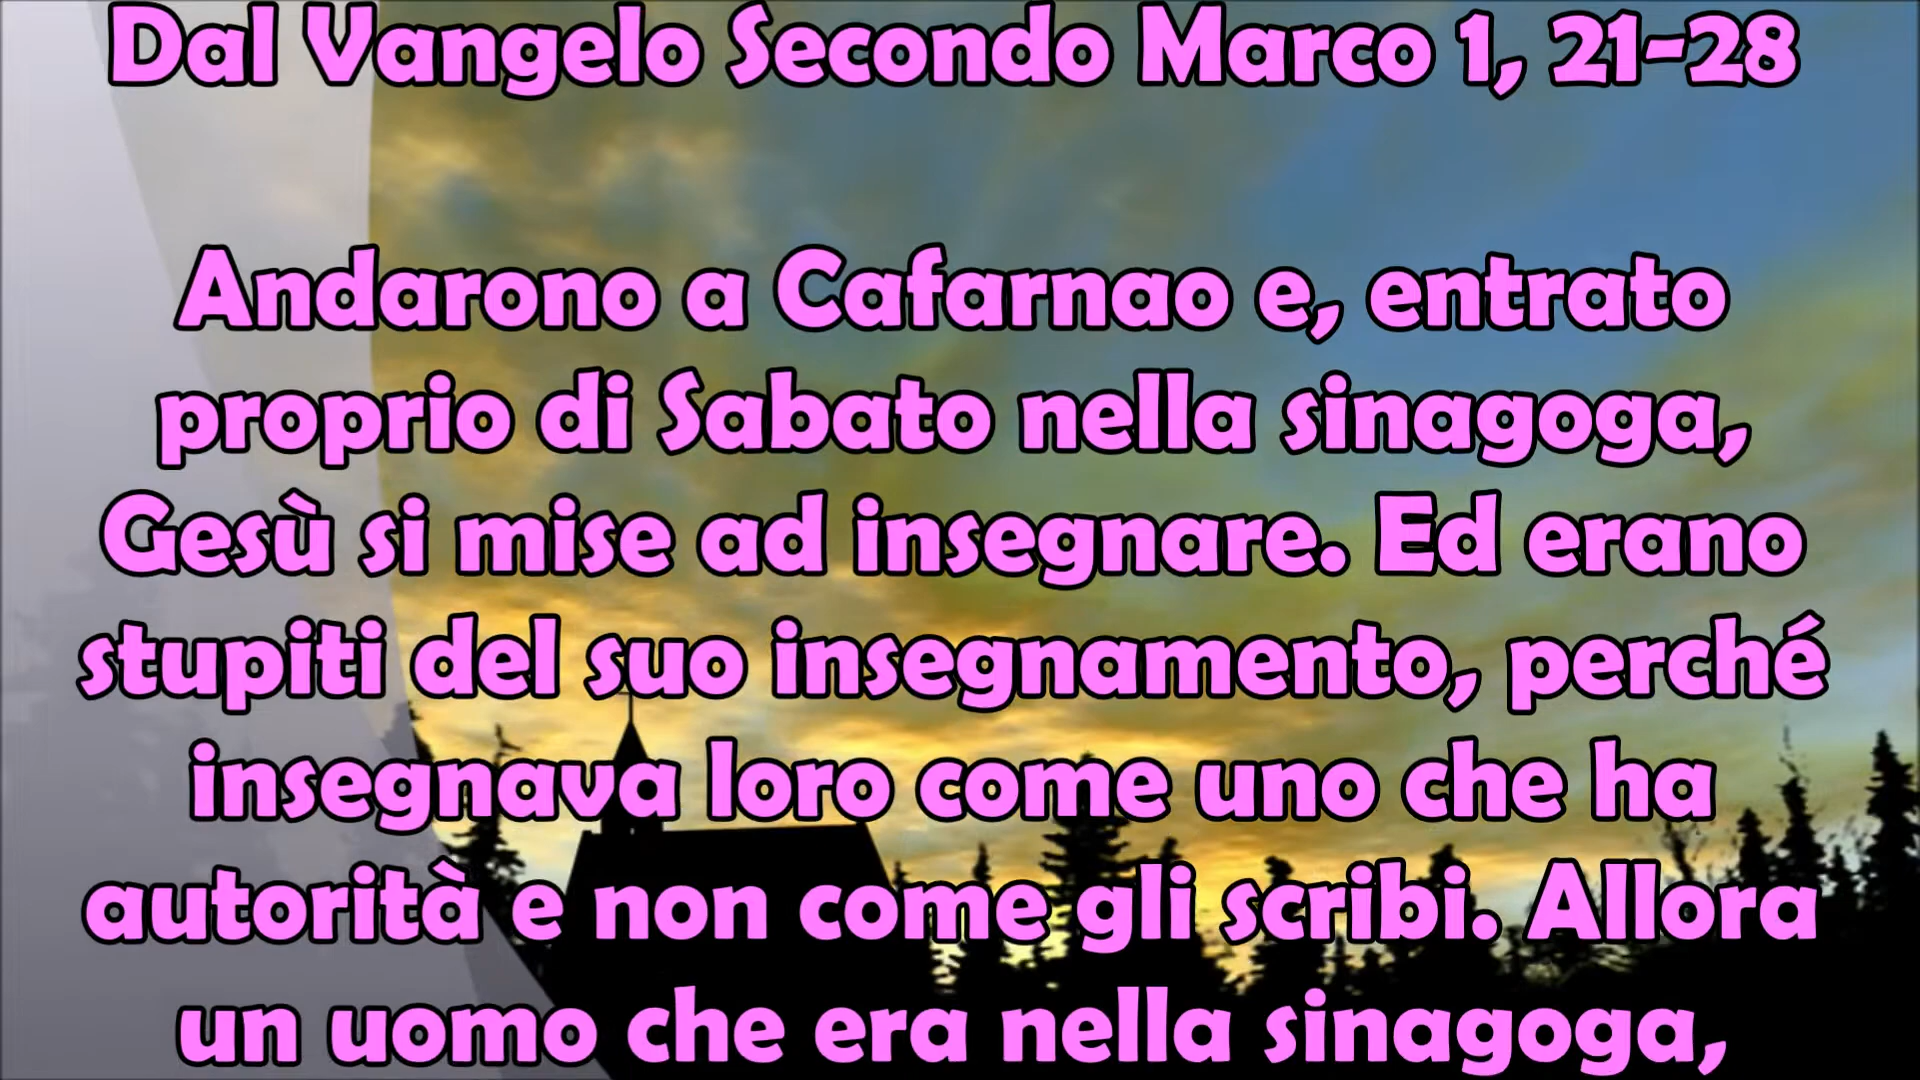 Dal Vangelo Secondo Marco 1, 21-28
Andarono a Cafarnao e, entrato
proprio di Sabato nella sinagoga,
Gesù si mise ad insegnare. Ed erano
stupiti del suo insegnamento, perché
insegnava loro come uno che ha
autorità e non come gli scribi. Allora
un uomo che era nella sinagoga,